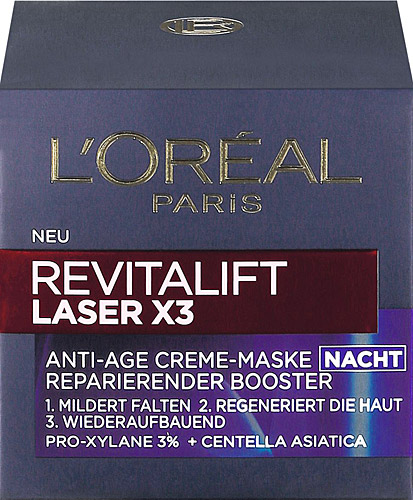 L'ORÉAL
PARiS
NEU
REVITALIFT
LASER X3
ANTI-AGE CREME-MASKE NACHT
REPARIERENDER BOOSTER
1. MILDERT FALTEN 2. REGENERIERT DIE HAUT
3. WIEDERAUFBAUEND
PRO-XYLANE 3% + CENTELLA ASIATICA